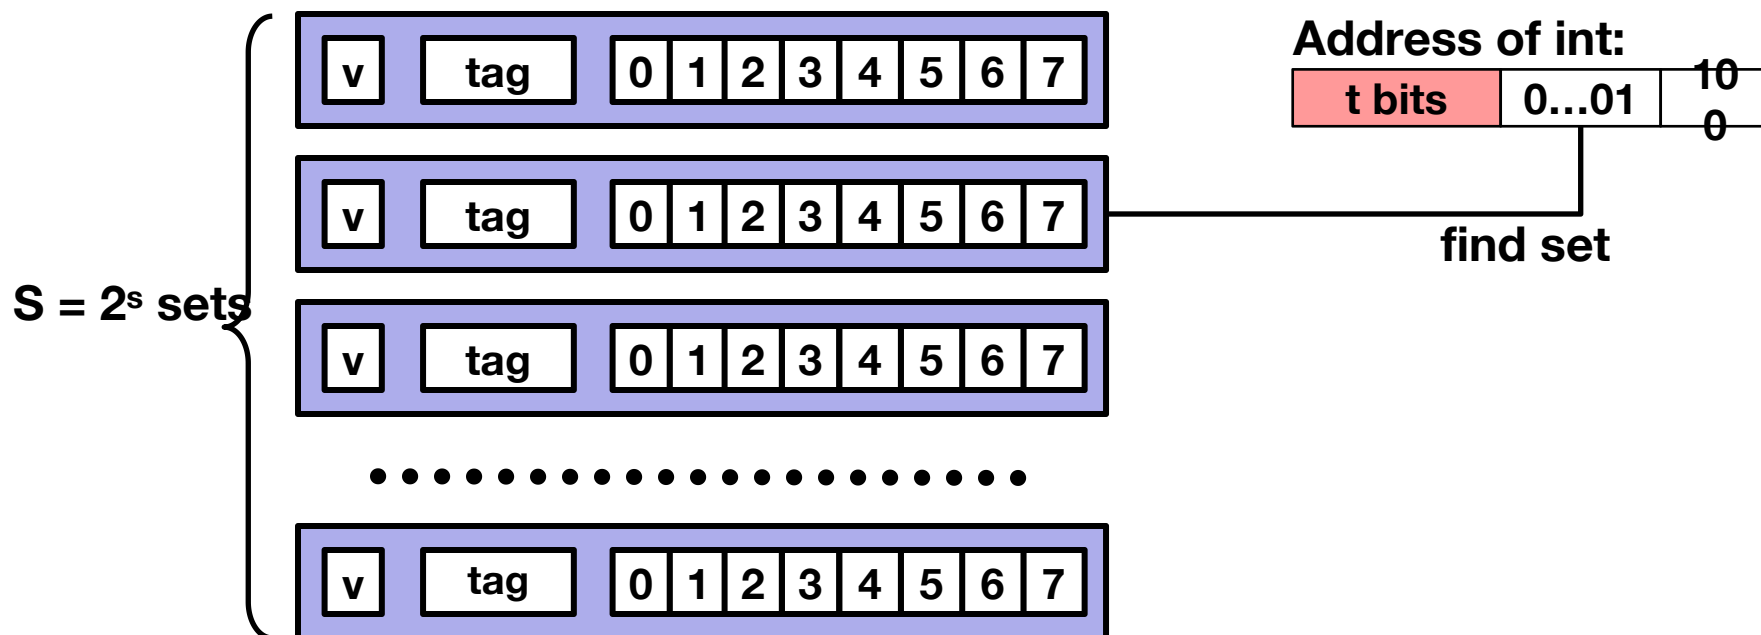 v tag 0 1 2 3 4 5 6 7
Address of int:
t bits 0...01 10
0
v tag 0 1 2 3 4 5 6 7
find set
S = 2ˢ sets
v tag 0 1 2 3 4 5 6 7
v tag 0 1 2 3 4 5 6 7